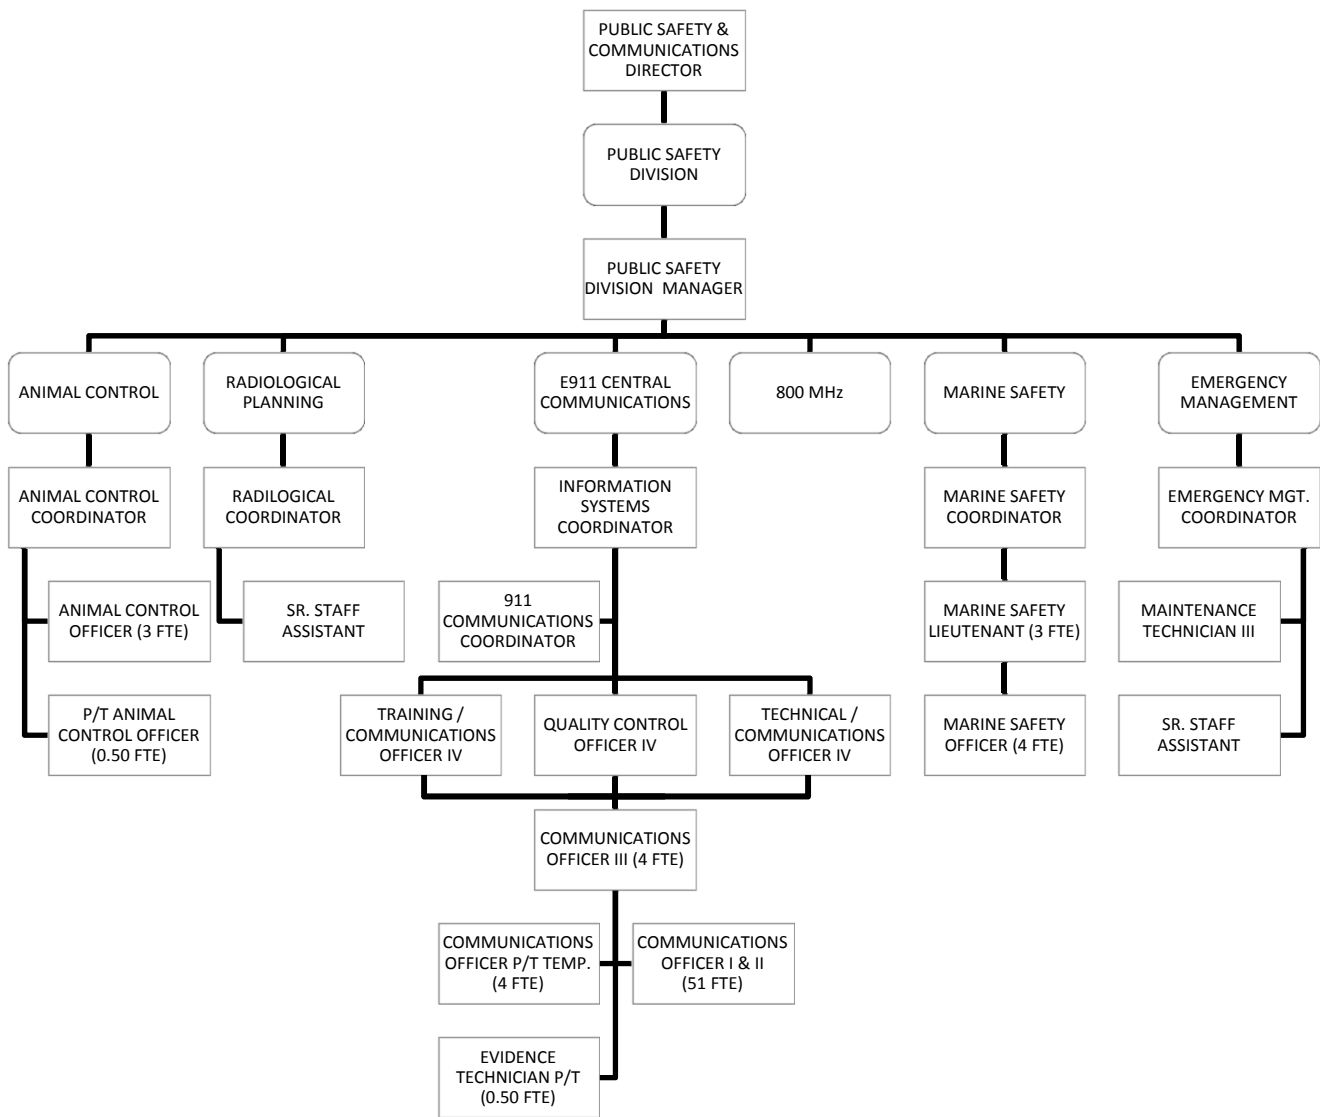 PUBLIC SAFETY &
COMMUNICATIONS
DIRECTOR
PUBLIC SAFETY
DIVISION
PUBLIC SAFETY
DIVISION MANAGER
ANIMAL CONTROL
RADIOLOGICAL
PLANNING
E911 CENTRAL
COMMUNICATIONS
800 MHz
MARINE SAFETY
EMERGENCY
MANAGEMENT
ANIMAL CONTROL
COORDINATOR
RADILOGICAL
COORDINATOR
INFORMATION
SYSTEMS
COORDINATOR
MARINE SAFETY
COORDINATOR
EMERGENCY MGT.
COORDINATOR
ANIMAL CONTROL
OFFICER (3 FTE)
SR. STAFF
ASSISTANT
911
COMMUNICATIONS
COORDINATOR
MARINE SAFETY
LIEUTENANT (3 FTE)
MAINTENANCE
TECHNICIAN III
P/T ANIMAL
CONTROL OFFICER
(0.50 FTE)
TRAINING /
COMMUNICATIONS
OFFICER IV
QUALITY CONTROL
OFFICER IV
TECHNICAL /
COMMUNICATIONS
OFFICER IV
MARINE SAFETY
OFFICER (4 FTE)
SR. STAFF
ASSISTANT
COMMUNICATIONS
OFFICER III (4 FTE)
COMMUNICATIONS
OFFICER P/T TEMP.
(4 FTE)
COMMUNICATIONS
OFFICER I & II
(51 FTE)
EVIDENCE
TECHNICIAN P/T
(0.50 FTE)